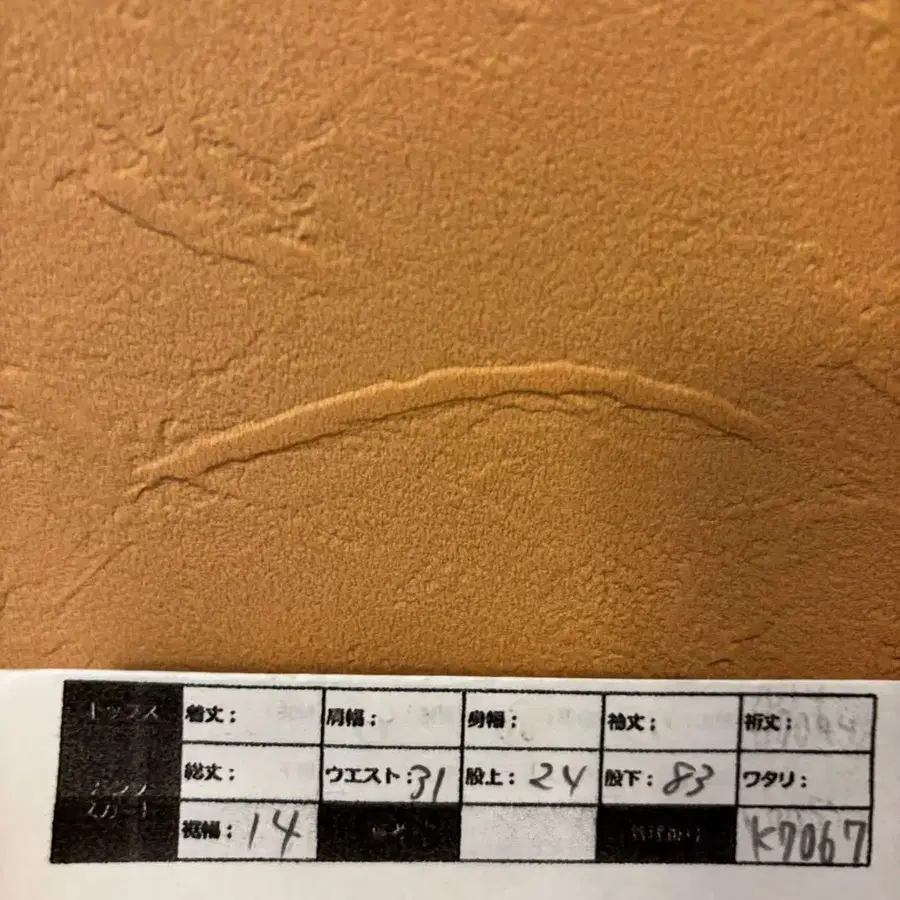 トップス 着丈： 肩幅： 身幅： 袖丈： 裄丈：
総丈： ウエスト：31 股上：24 股下：83 ワタリ：
裾幅：14 K7067